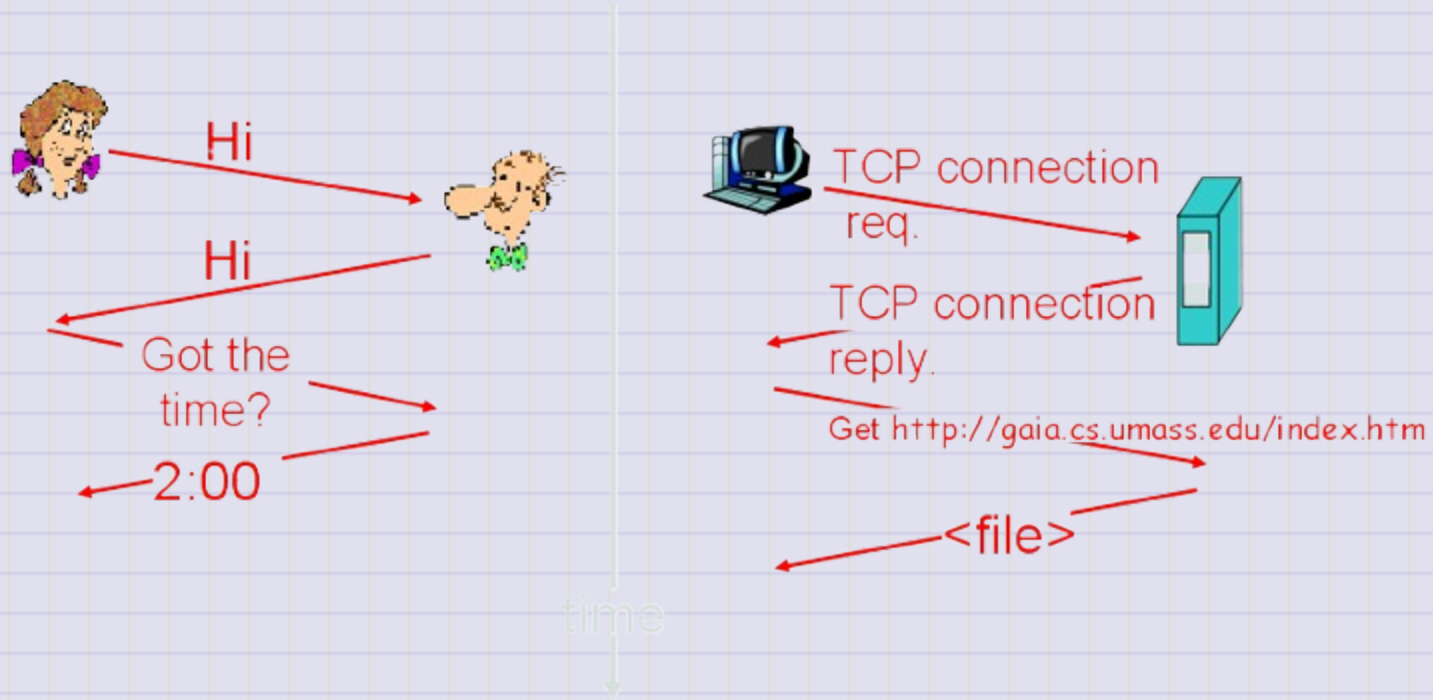 Hi
Hi
Got the
time?
2:00
TCP connection
req.
TCP connection
reply.
Get http://gaia.cs.umass.edu/index.htm
<file>
time